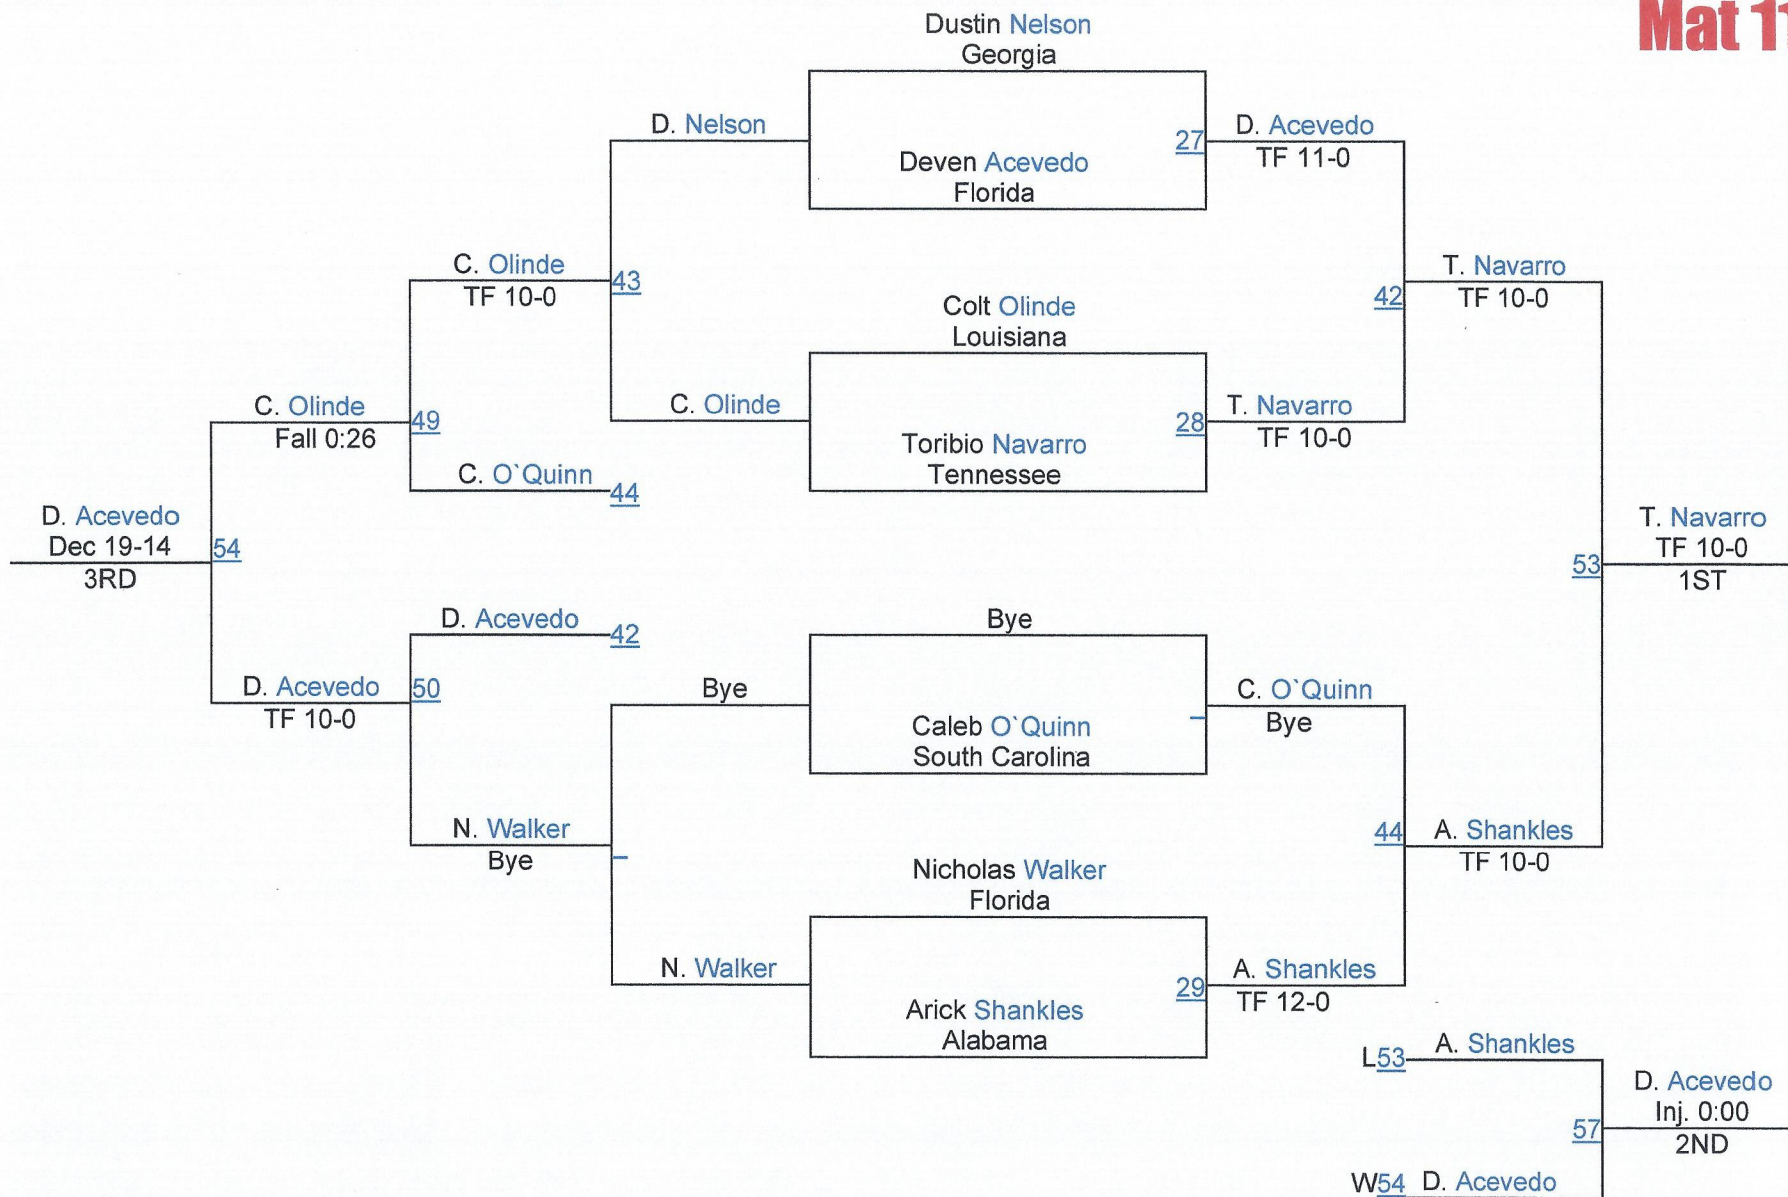 Mat 11
Dustin Nelson
Georgia
D. Nelson
27
D. Acevedo
TF 11-0
Deven Acevedo
Florida
C. Olinde
TF 10-0
43
T. Navarro
TF 10-0
42
Colt Olinde
Louisiana
C. Olinde
Fall 0:26
49
C. Olinde
28
T. Navarro
TF 10-0
Toribio Navarro
Tennessee
C. O`Quinn
44
D. Acevedo
Dec 19-14
3RD
54
T. Navarro
TF 10-0
1ST
53
D. Acevedo
42
Bye
D. Acevedo
TF 10-0
50
Bye
C. O`Quinn
Bye
Caleb O`Quinn
South Carolina
N. Walker
Bye
44
A. Shankles
TF 10-0
Nicholas Walker
Florida
N. Walker
29
A. Shankles
TF 12-0
Arick Shankles
Alabama
L53
A. Shankles
D. Acevedo
Inj. 0:00
2ND
57
W54
D. Acevedo